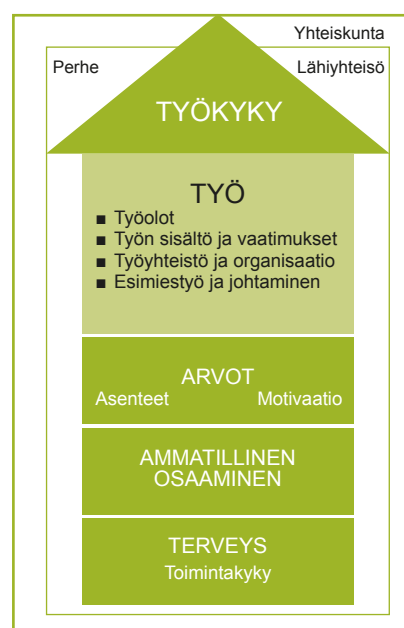 Yhteiskunta
Perhe
Lähiyhteisö
TYÖKYKY
TYÖ
■ Työolot
■ Työn sisältö ja vaatimukset
■ Työyhteistö ja organisaatio
■ Esimiestyö ja johtaminen
ARVOT
Asenteet Motivaatio
AMMATILLINEN
OSAAMINEN
TERVEYS
Toimintakyky